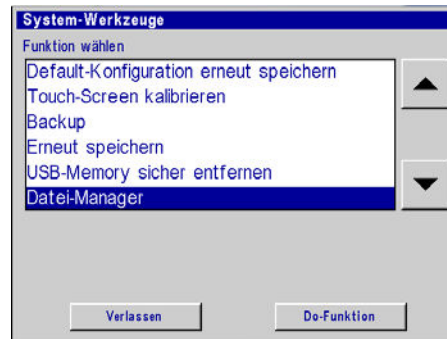 System-Werkzeuge
Funktion wählen
Default-Konfiguration erneut speichern
Touch-Screen kalibrieren
Backup
Erneut speichern
USB-Memory sicher entfernen
Datei-Manager
Verlassen
Do-Funktion